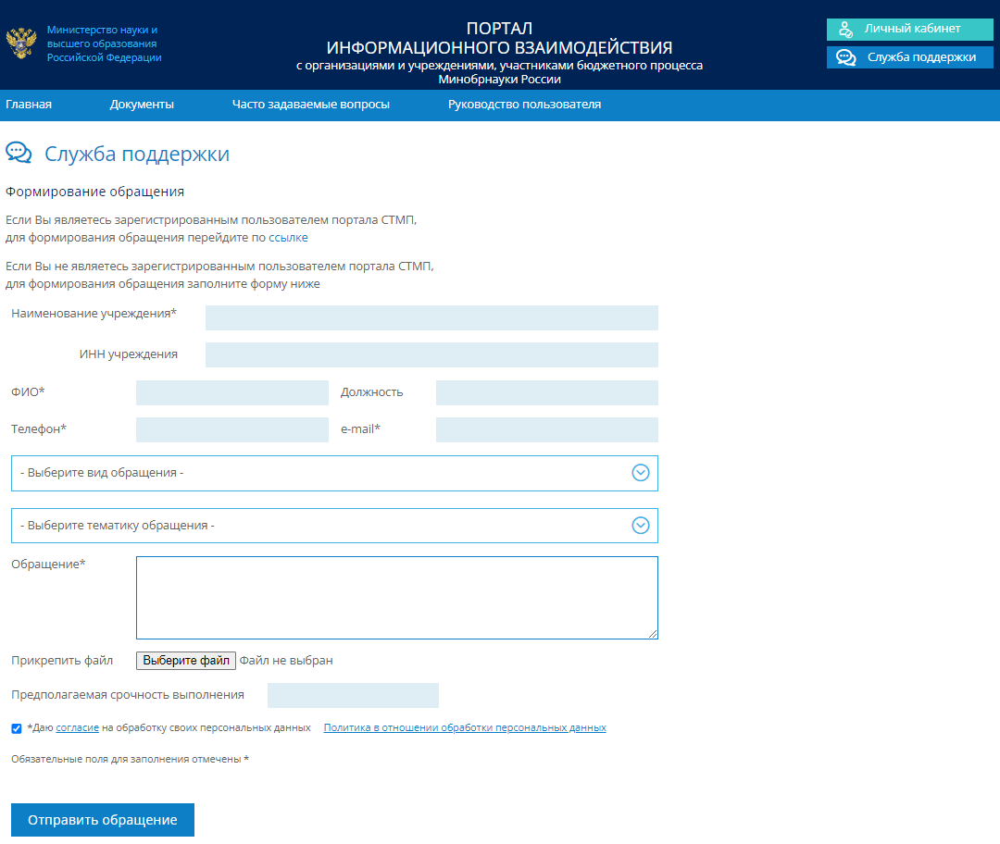 Министерство науки и
высшего образования
Российской Федерации
ПОРТАЛ
ИНФОРМАЦИОННОГО ВЗАИМОДЕЙСТВИЯ
с организациями и учреждениями, участниками бюджетного процесса
Минобрнауки России
Личный кабинет
Служба поддержки
Главная Документы Часто задаваемые вопросы Руководство пользователя
Служба поддержки
Формирование обращения
Если Вы являетесь зарегистрированным пользователем портала СТМП,
для формирования обращения перейдите по ссылке
Если Вы не являетесь зарегистрированным пользователем портала СТМП,
для формирования обращения заполните форму ниже
Наименование учреждения*
ИНН учреждения
ФИО* Должность
Телефон* e-mail*
- Выберите вид обращения -
- Выберите тематику обращения -
Обращение*
Прикрепить файл Выберите файл Файл не выбран
Предполагаемая срочность выполнения
*Даю согласие на обработку своих персональных данных Политика в отношении обработки персональных данных
Обязательные поля для заполнения отмечены *
Отправить обращение